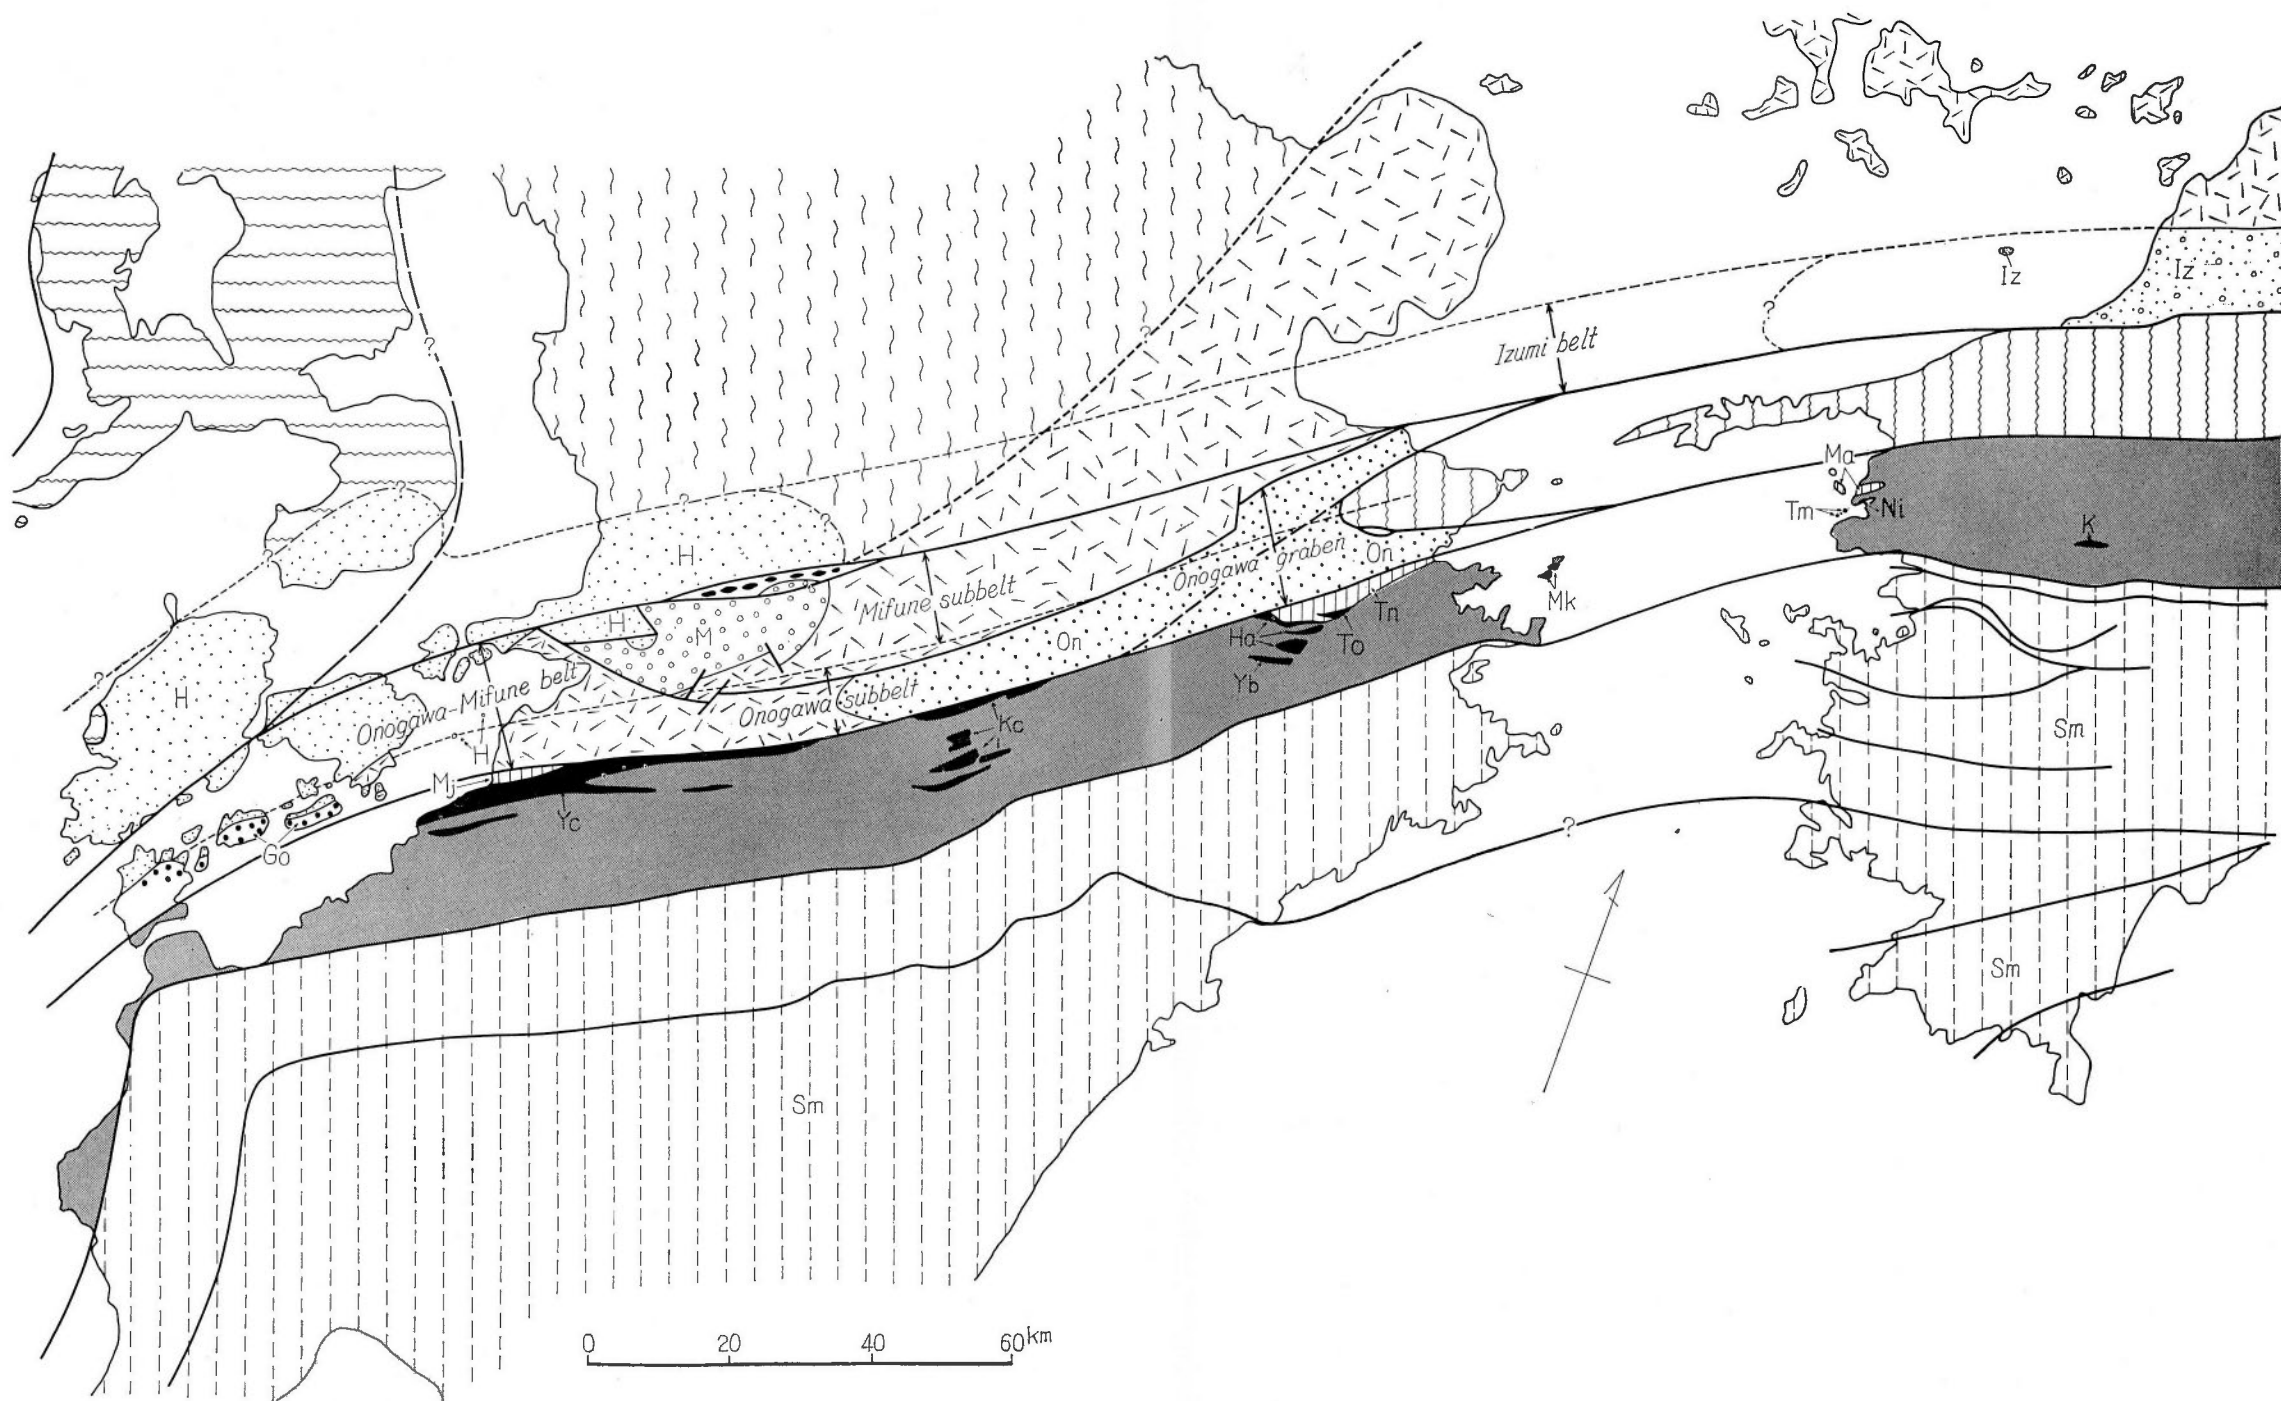 Iz
Iz
?
?
Izumi belt
?
?
?
?
?
?
Ma
Ni
Tm
K
H
Onogawa graben
On
Mk
Mifune subbelt
H
M
Tn
Ha
To
On
Yb
?
H
Onogawa-Mifune belt
Onogawa subbelt
Kc
Sm
H
Mj
Yc
Go
?
Sm
Sm
0 20 40 60km